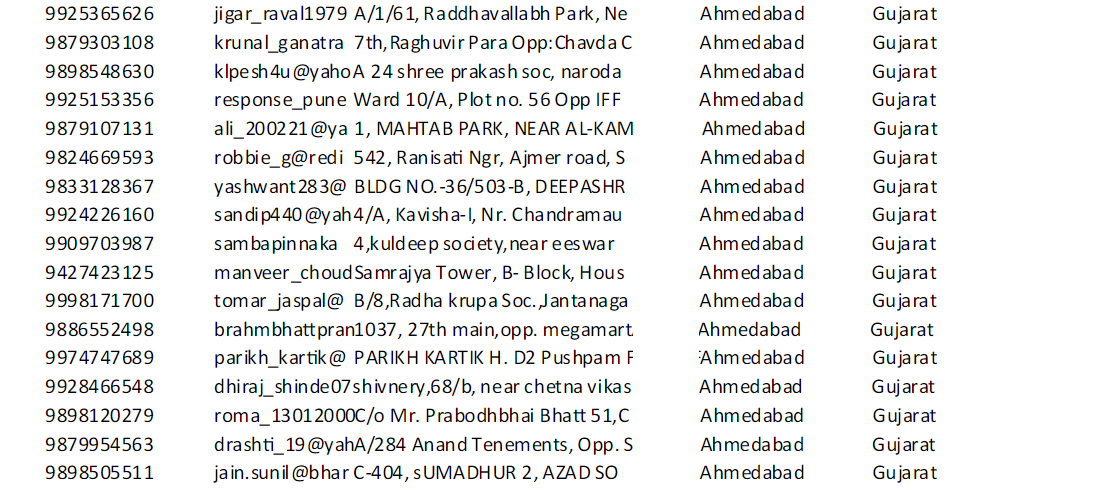 9925365626 jigar_raval1979 A/1/61, Raddhavallabh Park, Ne Ahmedabad Gujarat
9879303108 krunal_ganatra 7th,Raghuvir Para Opp:Chavda C Ahmedabad Gujarat
9898548630 klpesh4u@yaho A 24 shree prakash soc, naroda Ahmedabad Gujarat
9925153356 response_pune Ward 10/A, Plot no. 56 Opp IFF Ahmedabad Gujarat
9879107131 ali_200221@ya 1, MAHTAB PARK, NEAR AL-KAM Ahmedabad Gujarat
9824669593 robbie_g@redi 542, Ranisati Ngr, Ajmer road, S Ahmedabad Gujarat
9833128367 yashwant283@ BLDG NO.-36/503-B, DEEPASHR Ahmedabad Gujarat
9924226160 sandip440@yah 4/A, Kavisha-I, Nr. Chandramau Ahmedabad Gujarat
9909703987 sambapinnaka 4,kuldeep society,near eeswar Ahmedabad Gujarat
9427423125 manveer_choud Samrajya Tower, B- Block, Hous Ahmedabad Gujarat
9998171700 tomar_jaspal@ B/8,Radha krupa Soc.,Jantanaga Ahmedabad Gujarat
9886552498 brahmbhattpran 1037, 27th main,opp. megamart Ahmedabad Gujarat
9974747689 parikh_kartik@ PARIKH KARTIK H. D2 Pushpam Ahmedabad Gujarat
9928466548 dhiraj_shinde07 shivnery,68/b, near chetna vikas Ahmedabad Gujarat
9898120279 roma_13012000 C/o Mr. Prabodhbhai Bhatt 51,C Ahmedabad Gujarat
9879954563 drashti_19@yah A/284 Anand Tenements, Opp. S Ahmedabad Gujarat
9898505511 jain.sunil@bhar C-404, sUMADHUR 2, AZAD SO Ahmedabad Gujarat